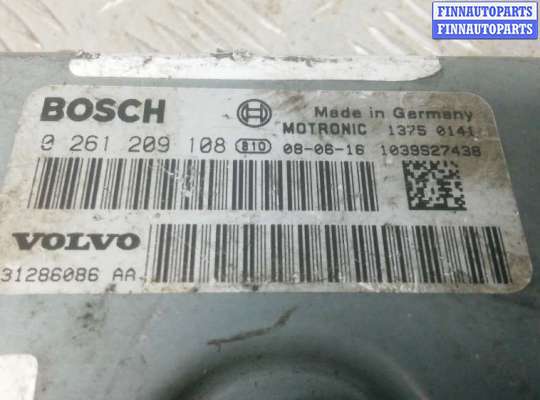 FINNAUTOPARTS
FINNAUTOPARTS
BOSCH
Made in Germany
MOTRONIC 1375 0141
0 261 209 108 810 08-06-16 1039S27438
VOLVO
31286086 AA